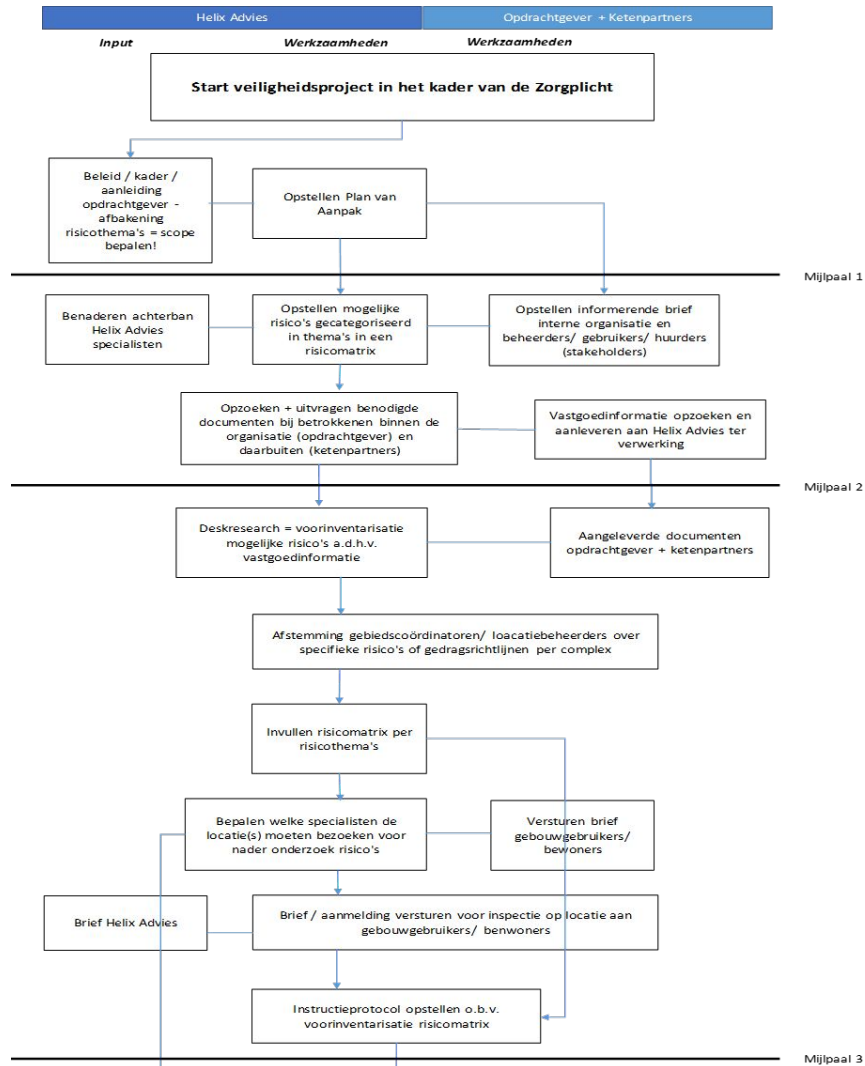 Helix Advies
Opdrachtgever + Ketenpartners
Input
Werkzaamheden
Werkzaamheden
Start veiligheidsproject in het kader van de Zorgplicht
Beleid / kader /
aanleiding
opdrachtgever -
afbakening
risicothema's = scope
bepalen!
Opstellen Plan van
Aanpak
Mijlpaal 1
Benaderen achterban
Helix Advies
specialisten
Opstellen mogelijke
risico's gecategoriseerd
in thema's in een
risicomatrix
Opstellen informerende brief
interne organisatie en
beheerders/ gebruikers/ huurders
(stakeholders)
Opzoeken + uitvragen benodigde
documenten bij betrokkenen binnen de
organisatie (opdrachtgever) en
daarbuiten (ketenpartners)
Vastgoedinformatie opzoeken en
aanleveren aan Helix Advies ter
verwerking
Mijlpaal 2
Deskresearch = voorinventarisatie
mogelijke risico's a.d.h.v.
vastgoedinformatie
Aangeleverde documenten
opdrachtgever + ketenpartners
Afstemming gebiedscoördinatoren/ loacatiebeheerders over
specifieke risico's of gedragsrichtlijnen per complex
Invullen risicomatrix per
risicothema's
Bepalen welke specialisten de
locatie(s) moeten bezoeken voor
nader onderzoek risico's
Versturen brief
gebouwgebruikers/
bewoners
Brief Helix Advies
Brief / aanmelding versturen voor inspectie op locatie aan
gebouwgebruikers/ benwoners
Instructieprotocol opstellen o.b.v.
voorinventarisatie risicomatrix
Mijlpaal 3